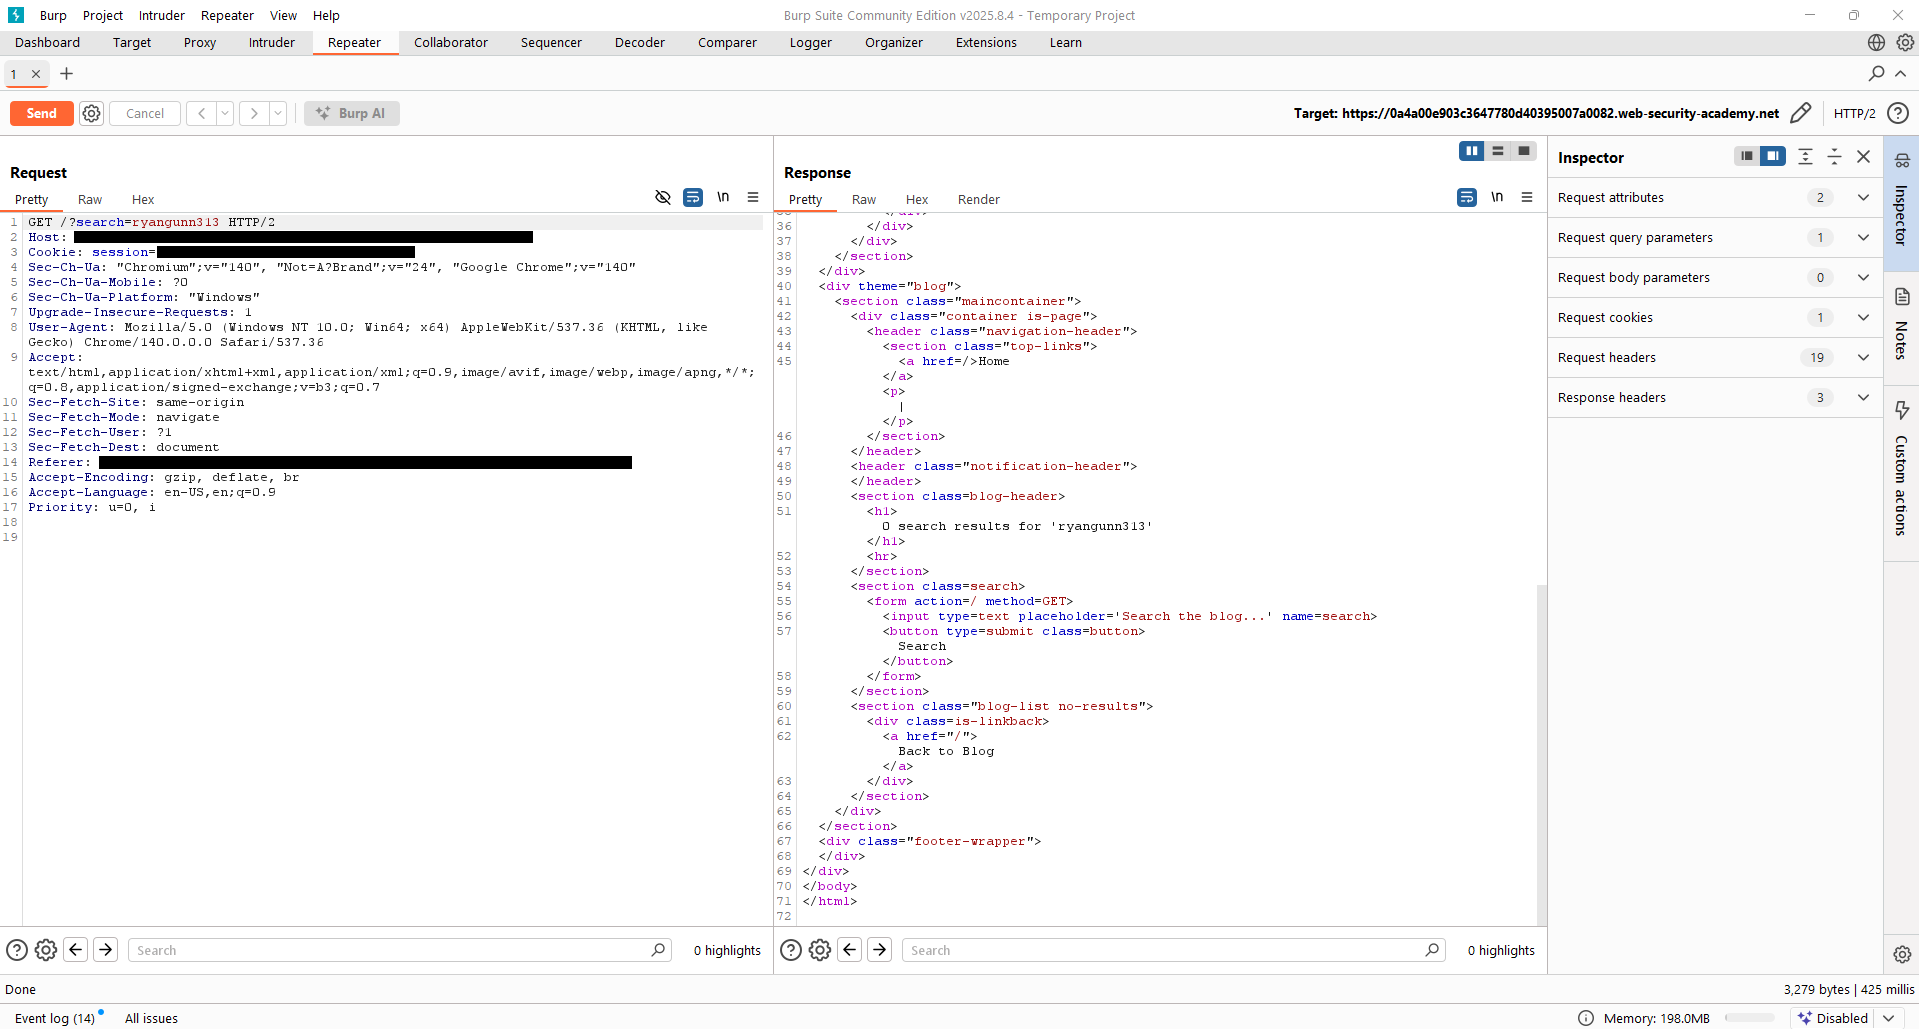 Burp Project Intruder Repeater View Help
Burp Suite Community Edition v2025.8.4 - Temporary Project
Dashboard Target Proxy Intruder Repeater Collaborator Sequencer Decoder Comparer Logger Organizer Extensions Learn
1
Send Cancel Burp AI
Target: https://0a4a00e903c3647780d40395007a0082.web-security-academy.net HTTP/2
Request
Pretty Raw Hex \n
1 GET /?search=ryangunn313 HTTP/2
2 Host:
3 Cookie: session=
4 Sec-Ch-Ua: "Chromium";v="140", "Not=A?Brand";v="24", "Google Chrome";v="140"
5 Sec-Ch-Ua-Mobile: ?0
6 Sec-Ch-Ua-Platform: "Windows"
7 Upgrade-Insecure-Requests: 1
8 User-Agent: Mozilla/5.0 (Windows NT 10.0; Win64; x64) AppleWebKit/537.36 (KHTML, like
Gecko) Chrome/140.0.0.0 Safari/537.36
9 Accept:
text/html,application/xhtml+xml,application/xml;q=0.9,image/avif,image/webp,image/apng,*/*;
q=0.8,application/signed-exchange;v=b3;q=0.7
10 Sec-Fetch-Site: same-origin
11 Sec-Fetch-Mode: navigate
12 Sec-Fetch-User: ?1
13 Sec-Fetch-Dest: document
14 Referer:
15 Accept-Encoding: gzip, deflate, br
16 Accept-Language: en-US,en;q=0.9
17 Priority: u=0, i
18
19
Search 0 highlights
Response
Pretty Raw Hex Render \n
36 </div>
37 </div>
38 </section>
39 </div>
40 <div theme="blog">
41 <section class="maincontainer">
42 <div class="container is-page">
43 <header class="navigation-header">
44 <section class="top-links">
45 <a href=/>Home
</a>
<p>
|
</p>
46 </section>
47 </header>
48 <header class="notification-header">
49 </header>
50 <section class=blog-header>
51 <h1>
0 search results for 'ryangunn313'
</h1>
52 <hr>
53 </section>
54 <section class=search>
55 <form action=/ method=GET>
56 <input type=text placeholder='Search the blog...' name=search>
57 <button type=submit class=button>
Search
</button>
58 </form>
59 </section>
60 <section class="blog-list no-results">
61 <div class=is-linkback>
62 <a href="/">
Back to Blog
</a>
63 </div>
64 </section>
65 </div>
66 </section>
67 <div class="footer-wrapper">
68 </div>
69 </div>
70 </body>
71 </html>
72
Search 0 highlights
Inspector
Request attributes 2
Request query parameters 1
Request body parameters 0
Request cookies 1
Request headers 19
Response headers 3
Inspector
Notes
Custom actions
Done
3,279 bytes | 425 millis
Event log (14) All issues
Memory: 198.0MB Disabled